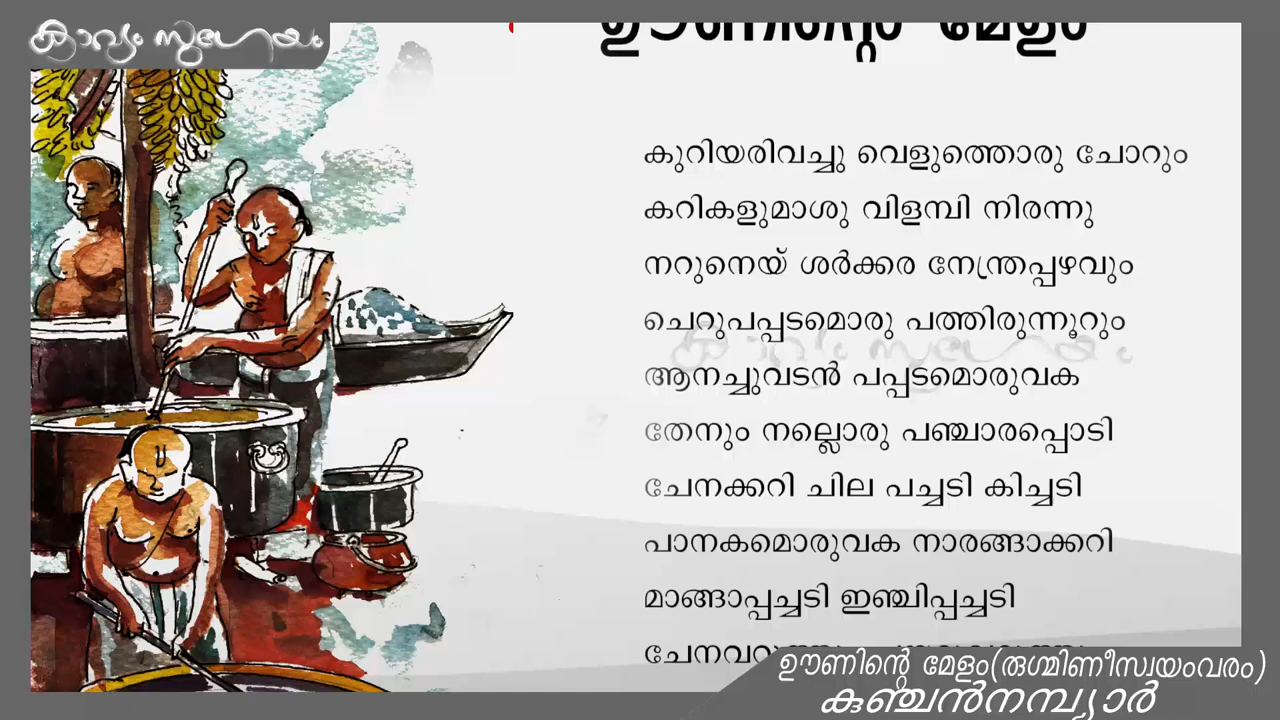 കാവ്യം സുഗേയം
ഊണിന്റെ മേളം
കുറിയരിവച്ചു വെളുത്തൊരു ചോറും
കറികളുമാശു വിളമ്പി നിരന്നു
നറുനെയ് ശർക്കര നേന്ത്രപ്പഴവും
ചെറുപപ്പടമൊരു പത്തിരുന്നൂറും
കാവ്യം സുഗേയം
ആനച്ചുവടൻ പപ്പടമൊരുവക
തേനും നല്ലൊരു പഞ്ചാരപ്പൊടി
ചേനക്കറി ചില പച്ചടി കിച്ചടി
പാനകമൊരുവക നാരങ്ങാക്കറി
മാങ്ങാപ്പച്ചടി ഇഞ്ചിപ്പച്ചടി
ഊണിന്റെ മേളം(രുഗ്മിണീസ്വയംവരം)
കുഞ്ചൻനമ്പ്യാർ